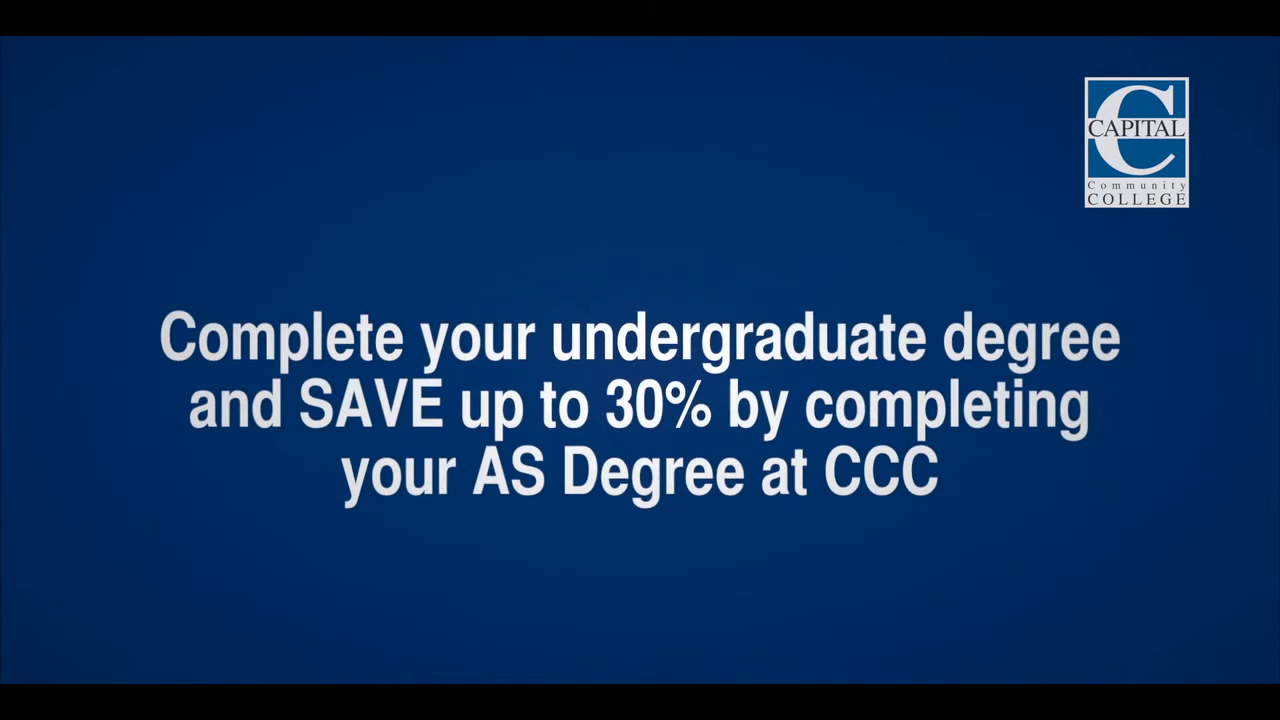 CAPITAL
Community
COLLEGE
Complete your undergraduate degree
and SAVE up to 30% by completing
your AS Degree at CCC